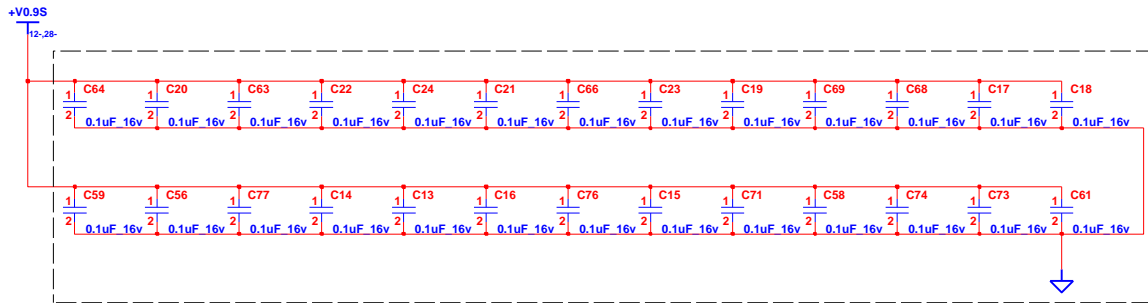 +V0.9S
12-,28-
C64 C20 C63 C22 C24 C21 C66 C23 C19 C69 C68 C17 C18
1 1 1 1 1 1 1 1 1 1 1 1 1
2 2 2 2 2 2 2 2 2 2 2 2 2
0.1uF_16v 0.1uF_16v 0.1uF_16v 0.1uF_16v 0.1uF_16v 0.1uF_16v 0.1uF_16v 0.1uF_16v 0.1uF_16v 0.1uF_16v 0.1uF_16v 0.1uF_16v 0.1uF_16v
C59 C56 C77 C14 C13 C16 C76 C15 C71 C58 C74 C73 C61
1 1 1 1 1 1 1 1 1 1 1 1 1
2 2 2 2 2 2 2 2 2 2 2 2 2
0.1uF_16v 0.1uF_16v 0.1uF_16v 0.1uF_16v 0.1uF_16v 0.1uF_16v 0.1uF_16v 0.1uF_16v 0.1uF_16v 0.1uF_16v 0.1uF_16v 0.1uF_16v 0.1uF_16v